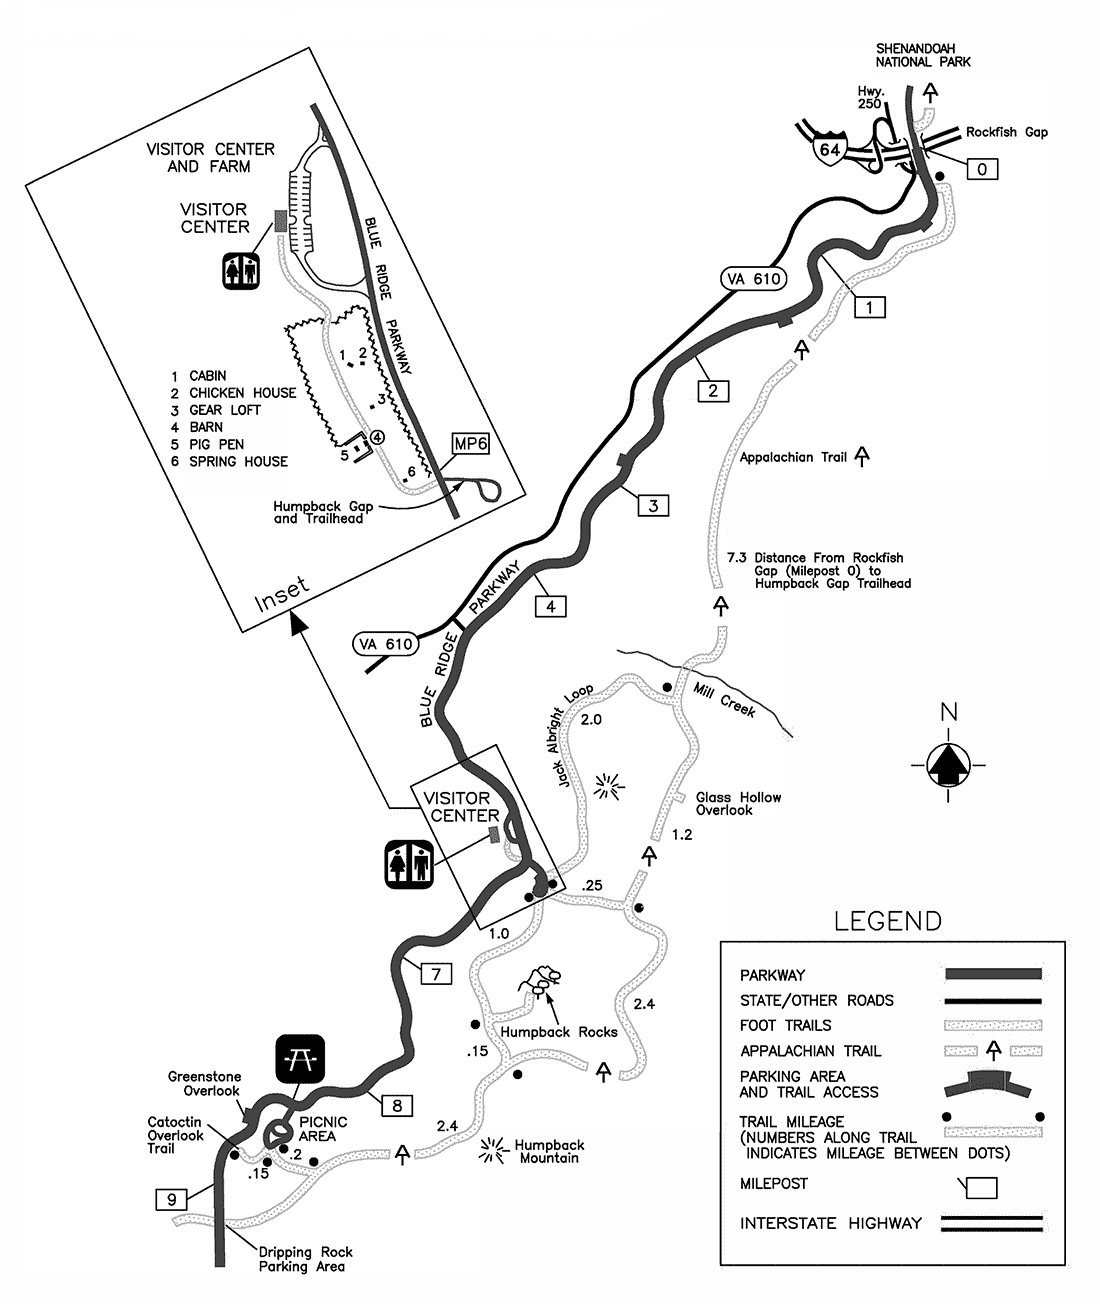 SHENANDOAH
NATIONAL PARK
Hwy.
250
64
Rockfish Gap
0
VISITOR CENTER
AND FARM
VISITOR
CENTER
BLUE RIDGE PARKWAY
1 CABIN
2 CHICKEN HOUSE
3 GEAR LOFT
4 BARN
5 PIG PEN
6 SPRING HOUSE
1
2
3
4
5
6
MP6
Humpback Gap
and Trailhead
Inset
VA 610
1
2
Appalachian Trail
3
7.3 Distance From Rockfish
Gap (Milepost 0) to
Humpback Gap Trailhead
4
VA 610
BLUE RIDGE PARKWAY
Mill Creek
Jack Albright Loop
2.0
N
VISITOR
CENTER
Glass Hollow
Overlook
1.2
.25
1.0
7
2.4
Humpback Rocks
.15
Greenstone
Overlook
8
Catoctin
Overlook
Trail
PICNIC
AREA
2.4
Humpback
Mountain
.2
.15
9
Dripping Rock
Parking Area
LEGEND
PARKWAY
STATE/OTHER ROADS
FOOT TRAILS
APPALACHIAN TRAIL
PARKING AREA
AND TRAIL ACCESS
TRAIL MILEAGE
(NUMBERS ALONG TRAIL
INDICATES MILEAGE BETWEEN DOTS)
MILEPOST
INTERSTATE HIGHWAY